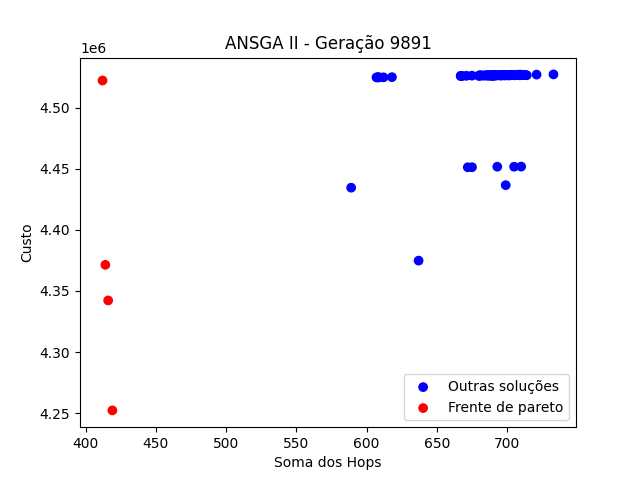 ANSGA II - Geração 9891
1e6
4.50
4.45
4.40
4.35
4.30
4.25
Custo
400 450 500 550 600 650 700
Soma dos Hops
Outras soluções
Frente de pareto